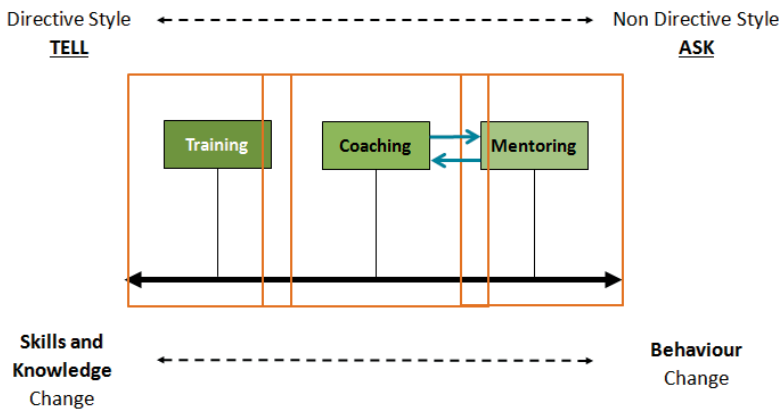 Directive Style
Non Directive Style
TELL
ASK
Training
Coaching
Mentoring
Skills and
Knowledge
Change
Behaviour
Change